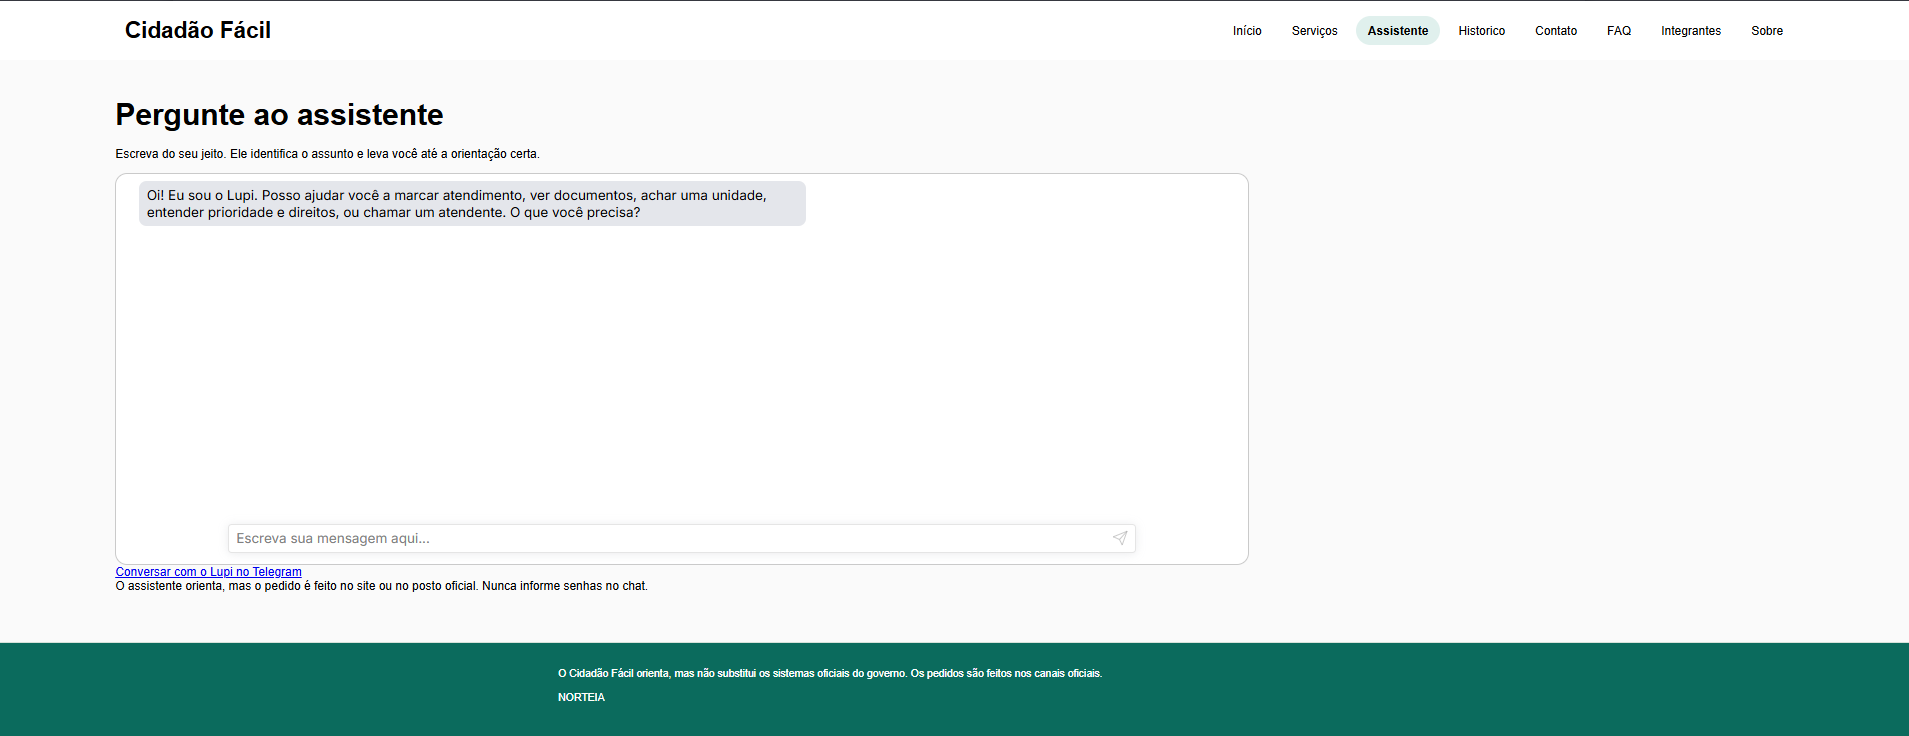 Cidadão Fácil
Início
Serviços
Assistente
Historico
Contato
FAQ
Integrantes
Sobre
Pergunte ao assistente
Escreva do seu jeito. Ele identifica o assunto e leva você até a orientação certa.
Oi! Eu sou o Lupi. Posso ajudar você a marcar atendimento, ver documentos, achar uma unidade,
entender prioridade e direitos, ou chamar um atendente. O que você precisa?
Escreva sua mensagem aqui...
Conversar com o Lupi no Telegram
O assistente orienta, mas o pedido é feito no site ou no posto oficial. Nunca informe senhas no chat.
O Cidadão Fácil orienta, mas não substitui os sistemas oficiais do governo. Os pedidos são feitos nos canais oficiais.
NORTEIA